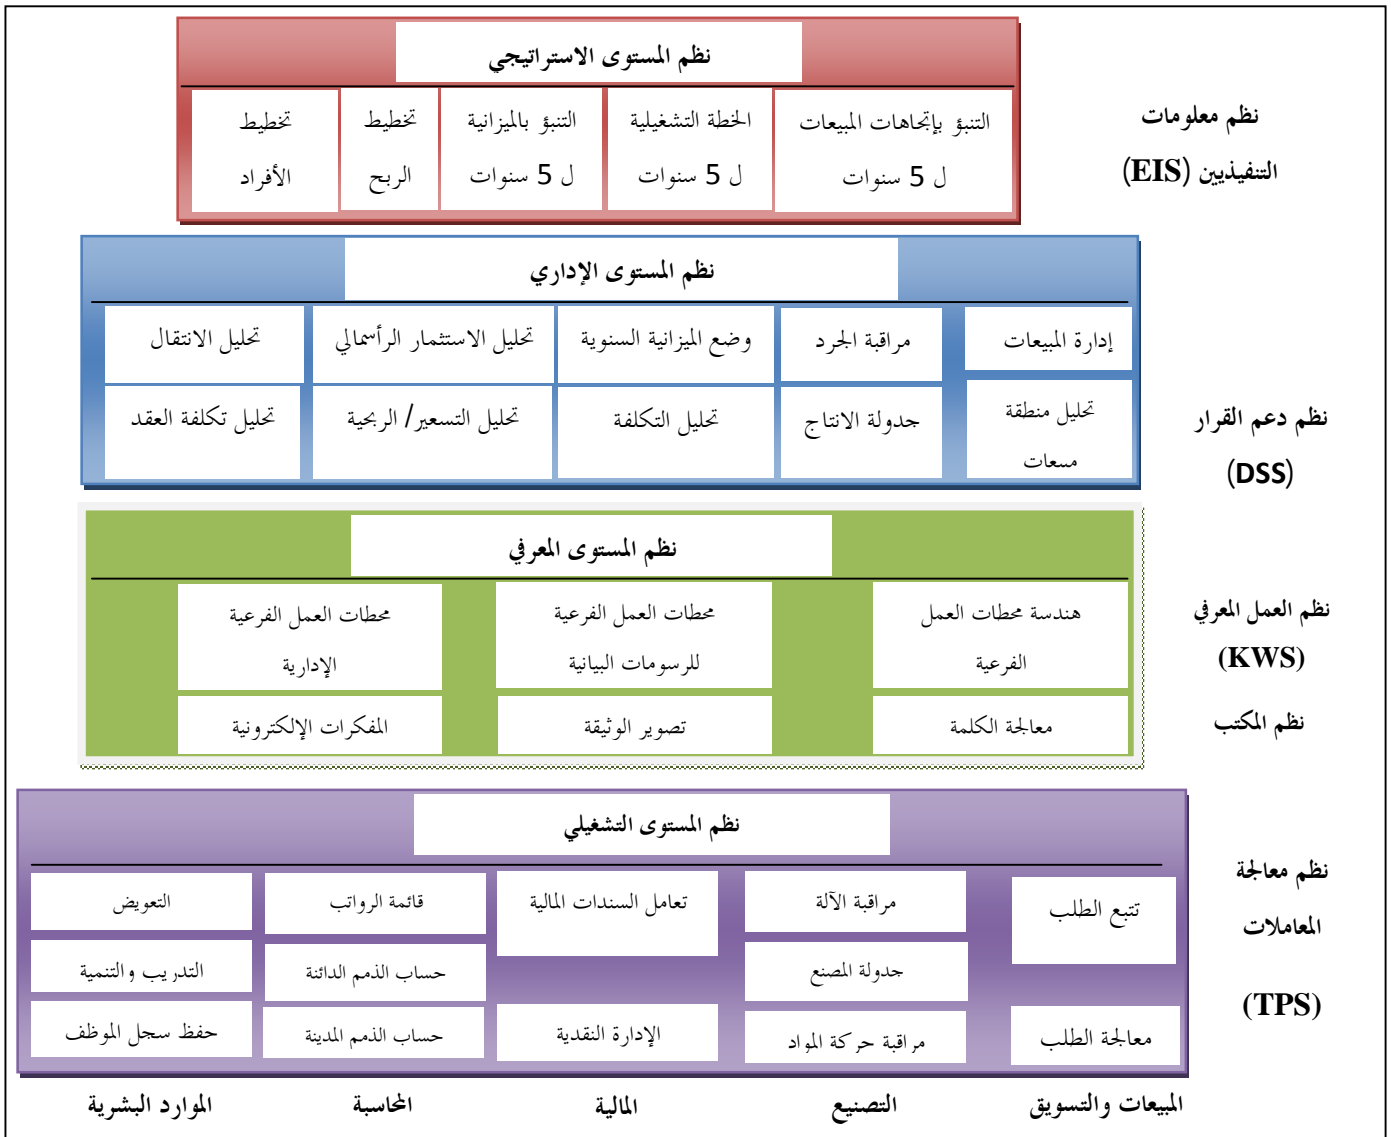 نظم المستوى الاستراتيجي
نظم معلومات
التنفيذيين (EIS)
التنبؤ بإتجاهات المبيعات
ل 5 سنوات
الخطة التشغيلية
ل 5 سنوات
التنبؤ بالميزانية
ل 5 سنوات
تخطيط
الربح
تخطيط
الأفراد
نظم المستوى الإداري
نظم دعم القرار
(DSS)
إدارة المبيعات
مراقبة الجرد
وضع الميزانية السنوية
تحليل الاستثمار الرأسمالي
تحليل الانتقال
تحليل منطقة
مبيعات
جدولة الانتاج
تحليل التكلفة
تحليل التسعير/ الربحية
تحليل تكلفة العقد
نظم المستوى المعرفي
نظم العمل المعرفي
(KWS)
هندسة محطات العمل
الفرعية
محطات العمل الفرعية
للرسومات البيانية
محطات العمل الفرعية
الإدارية
نظم المكتب
معالجة الكلمة
تصوير الوثيقة
المفكرات الإلكترونية
نظم المستوى التشغيلي
نظم معالجة
المعاملات
(TPS)
تتبع الطلب
مراقبة الآلة
تعامل السندات المالية
قائمة الرواتب
التعويض
جدولة المصنع
حساب الذمم الدائنة
التدريب والتنمية
معالجة الطلب
مراقبة حركة المواد
الإدارة النقدية
حساب الذمم المدينة
حفظ سجل الموظف
المبيعات والتسويق
التصنيع
المالية
المحاسبة
الموارد البشرية